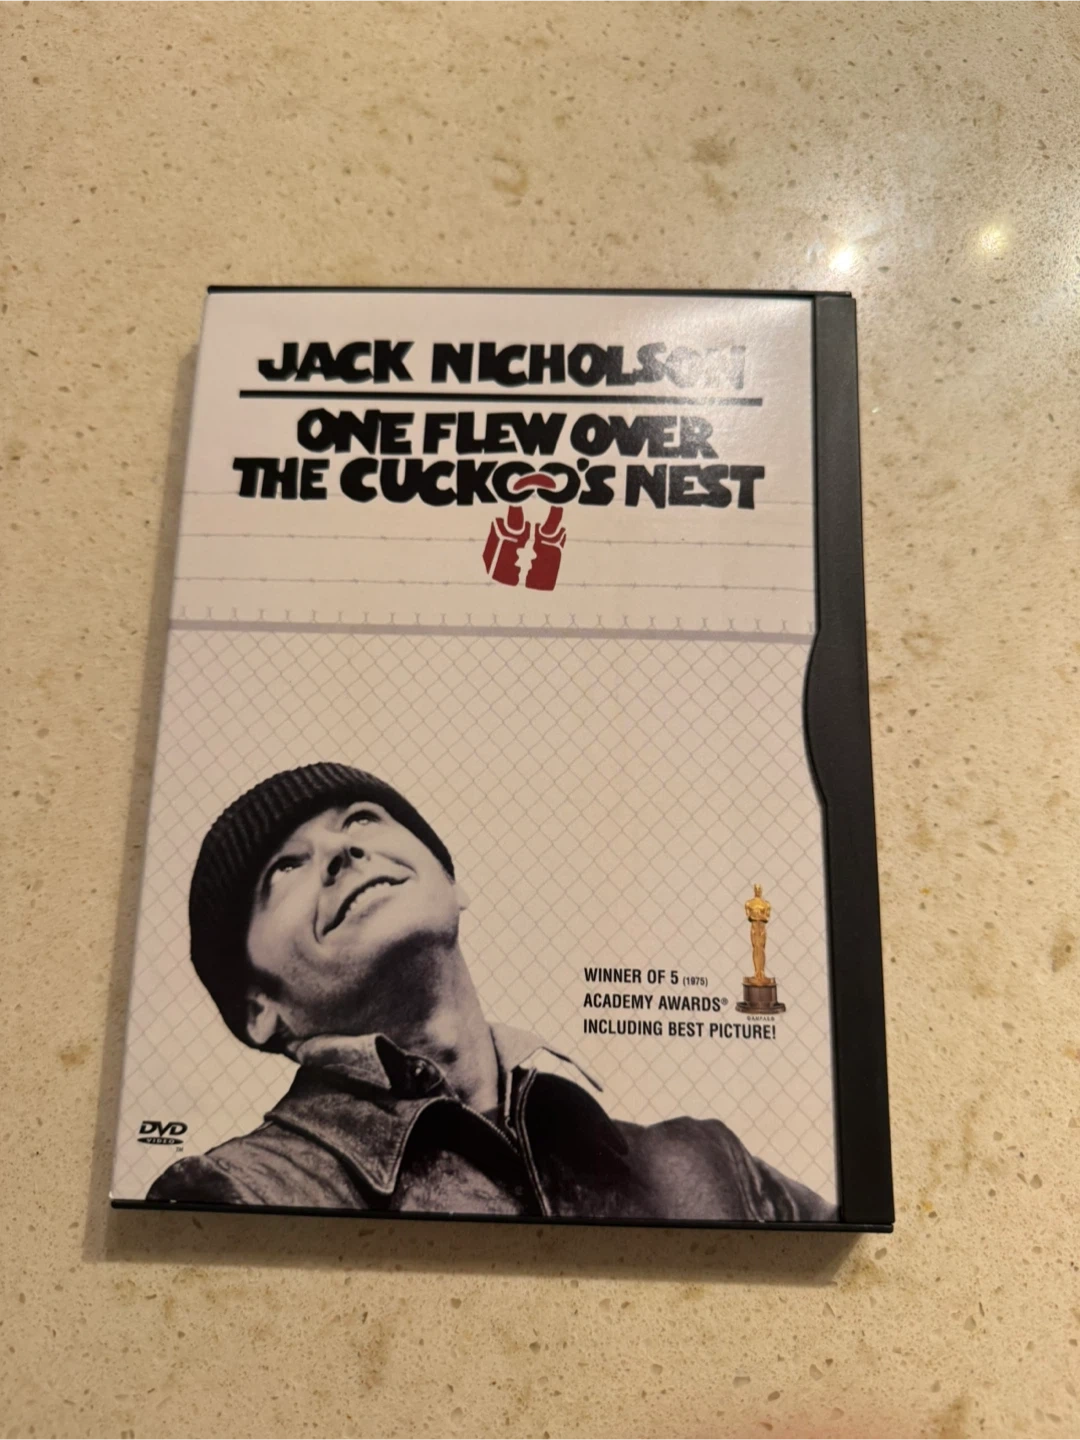 JACK NICHOLSON
ONE FLEW OVER
THE CUCKOO'S NEST
WINNER OF 5 (1975)
ACADEMY AWARDS®
INCLUDING BEST PICTURE!
DVD
VIDEO